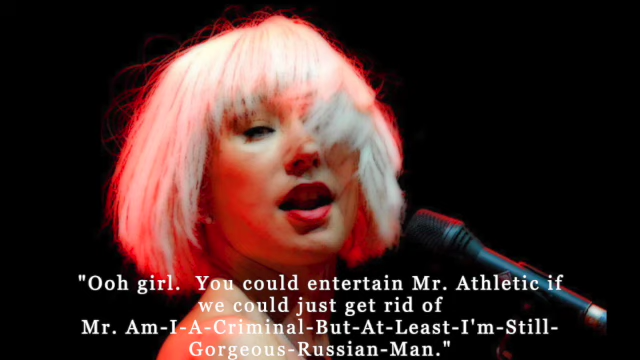 "Ooh girl.  You could entertain Mr. Athletic if
we could just get rid of
Mr. Am-I-A-Criminal-But-At-Least-I'm-Still-
Gorgeous-Russian-Man."